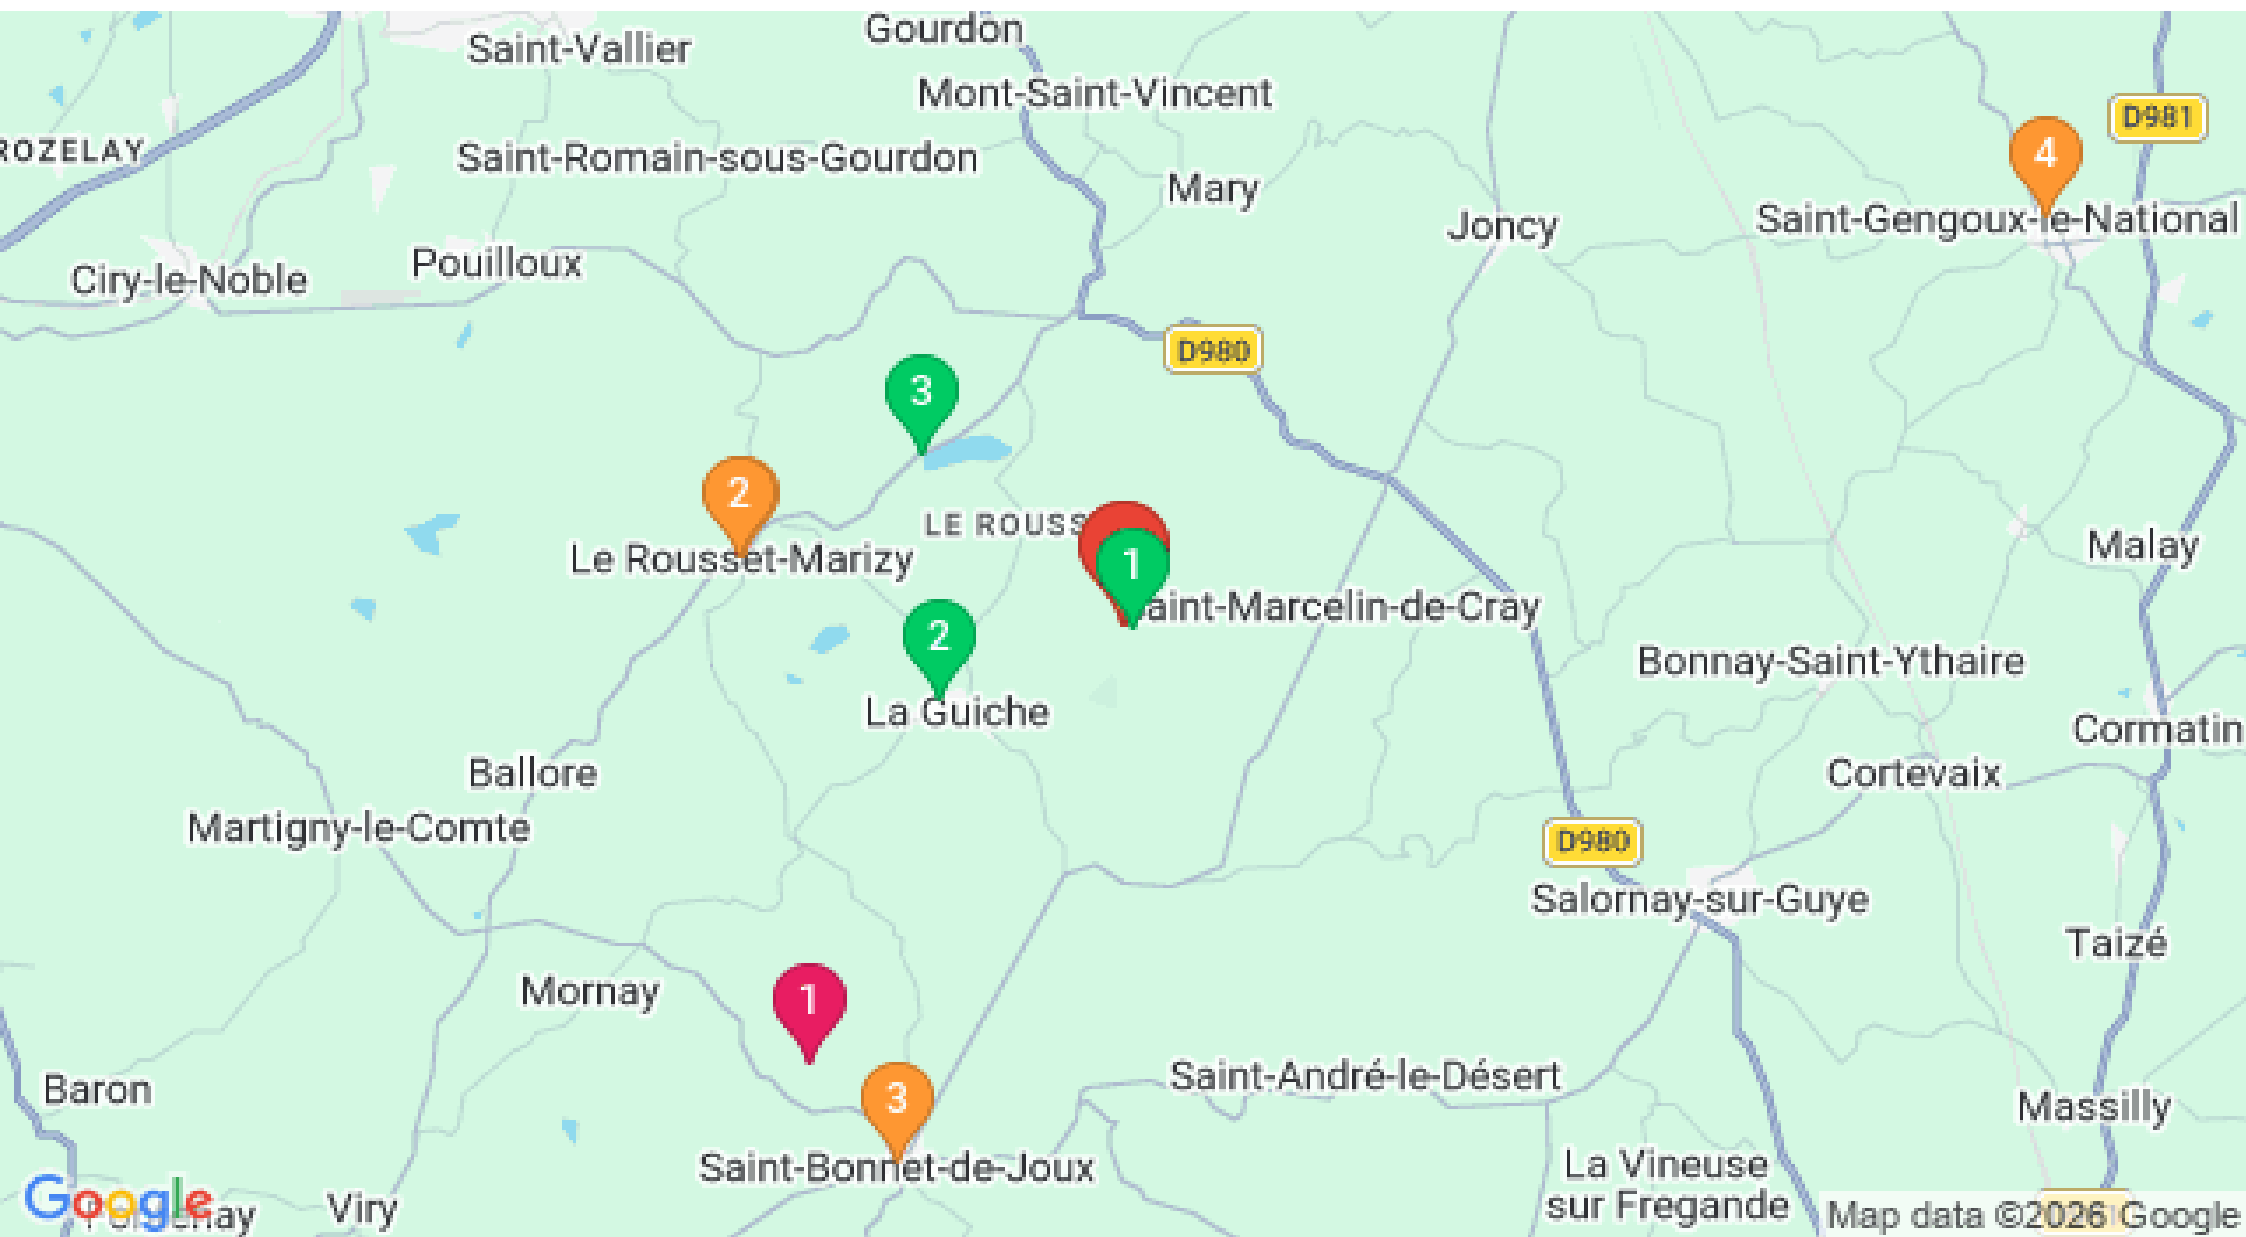 Gourdon
Saint-Vallier
Mont-Saint-Vincent
D981
ROZELAY
Saint-Romain-sous-Gourdon
4
Mary
Saint-Gengoux-le-National
Joncy
Pouilloux
Ciry-le-Noble
D980
3
2
LE ROUSS
Le Rousset-Marizy
1
Malay
aint-Marcelin-de-Cray
2
Bonnay-Saint-Ythaire
La Guiche
Cormatin
Ballore
Cortevaix
Martigny-le-Comte
D980
Salornay-sur-Guye
Taizé
Mornay
1
Saint-André-le-Désert
Baron
3
Massilly
Saint-Bonnet-de-Joux
La Vineuse
sur Fregande
Google
Viry
Map data ©2026 Google